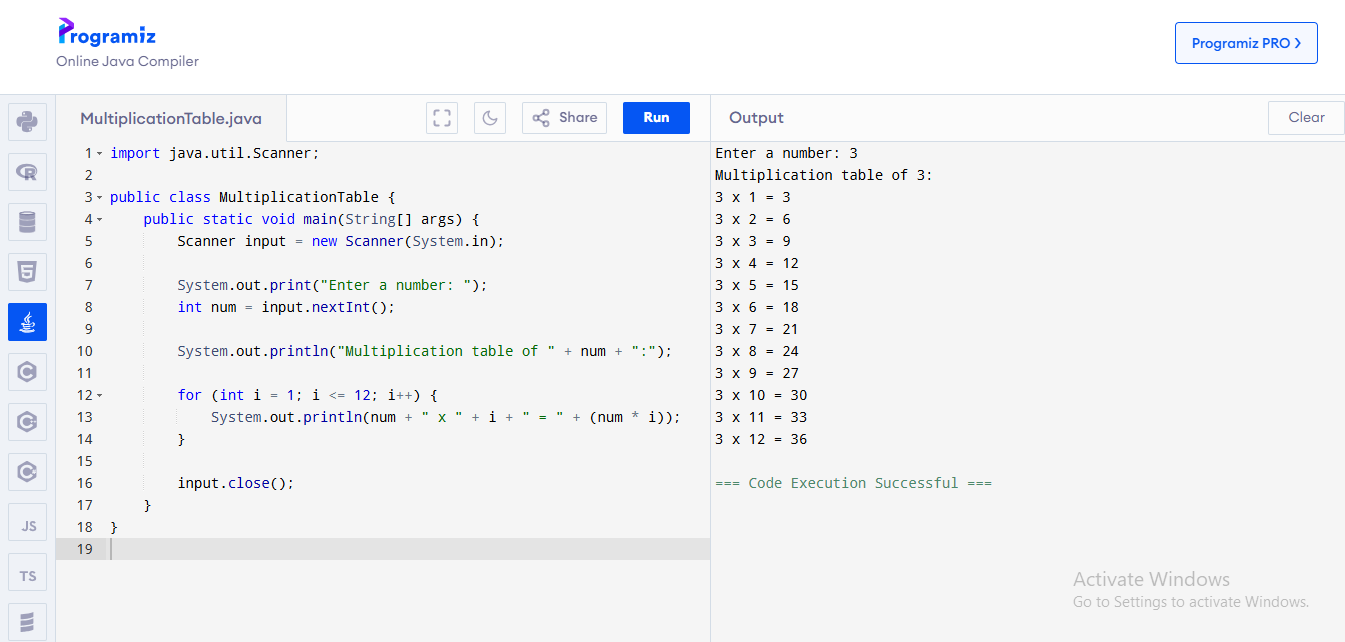 Programiz
Online Java Compiler
Programiz PRO >
MultiplicationTable.java
Share
Run
Output
Clear
1 import java.util.Scanner;
2
3 public class MultiplicationTable {
4     public static void main(String[] args) {
5         Scanner input = new Scanner(System.in);
6
7         System.out.print("Enter a number: ");
8         int num = input.nextInt();
9
10         System.out.println("Multiplication table of " + num + ":");
11
12         for (int i = 1; i <= 12; i++) {
13             System.out.println(num + " x " + i + " = " + (num * i));
14         }
15
16         input.close();
17     }
18 }
19
Enter a number: 3
Multiplication table of 3:
3 x 1 = 3
3 x 2 = 6
3 x 3 = 9
3 x 4 = 12
3 x 5 = 15
3 x 6 = 18
3 x 7 = 21
3 x 8 = 24
3 x 9 = 27
3 x 10 = 30
3 x 11 = 33
3 x 12 = 36
=== Code Execution Successful ===
JS
TS
Activate Windows
Go to Settings to activate Windows.